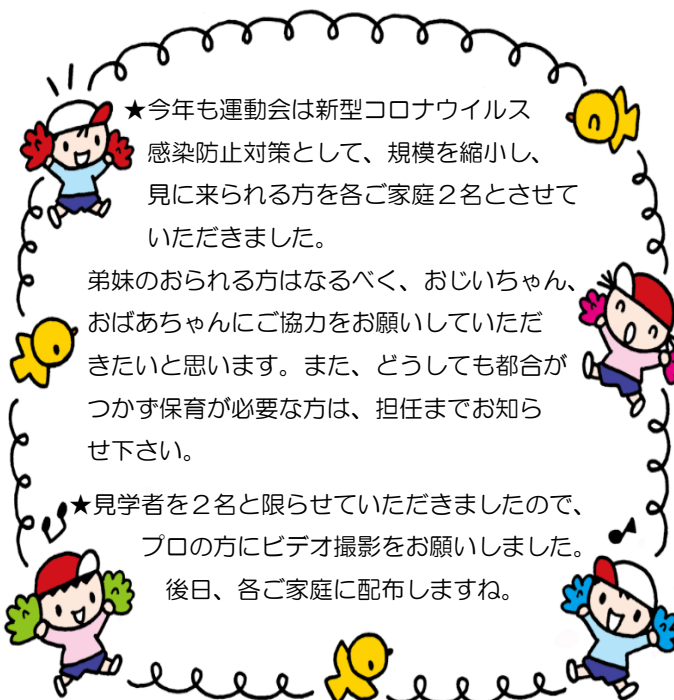 ★今年も運動会は新型コロナウイルス
感染防止対策として、規模を縮小し、
見に来られる方を各ご家庭２名とさせて
いただきました。
弟妹のおられる方はなるべく、おじいちゃん、
おばあちゃんにご協力をお願いしていただ
きたいと思います。また、どうしても都合が
つかず保育が必要な方は、担任までお知ら
せ下さい。
★見学者を２名と限らせていただきましたので、
プロの方にビデオ撮影をお願いしました。
後日、各ご家庭に配布しますね。